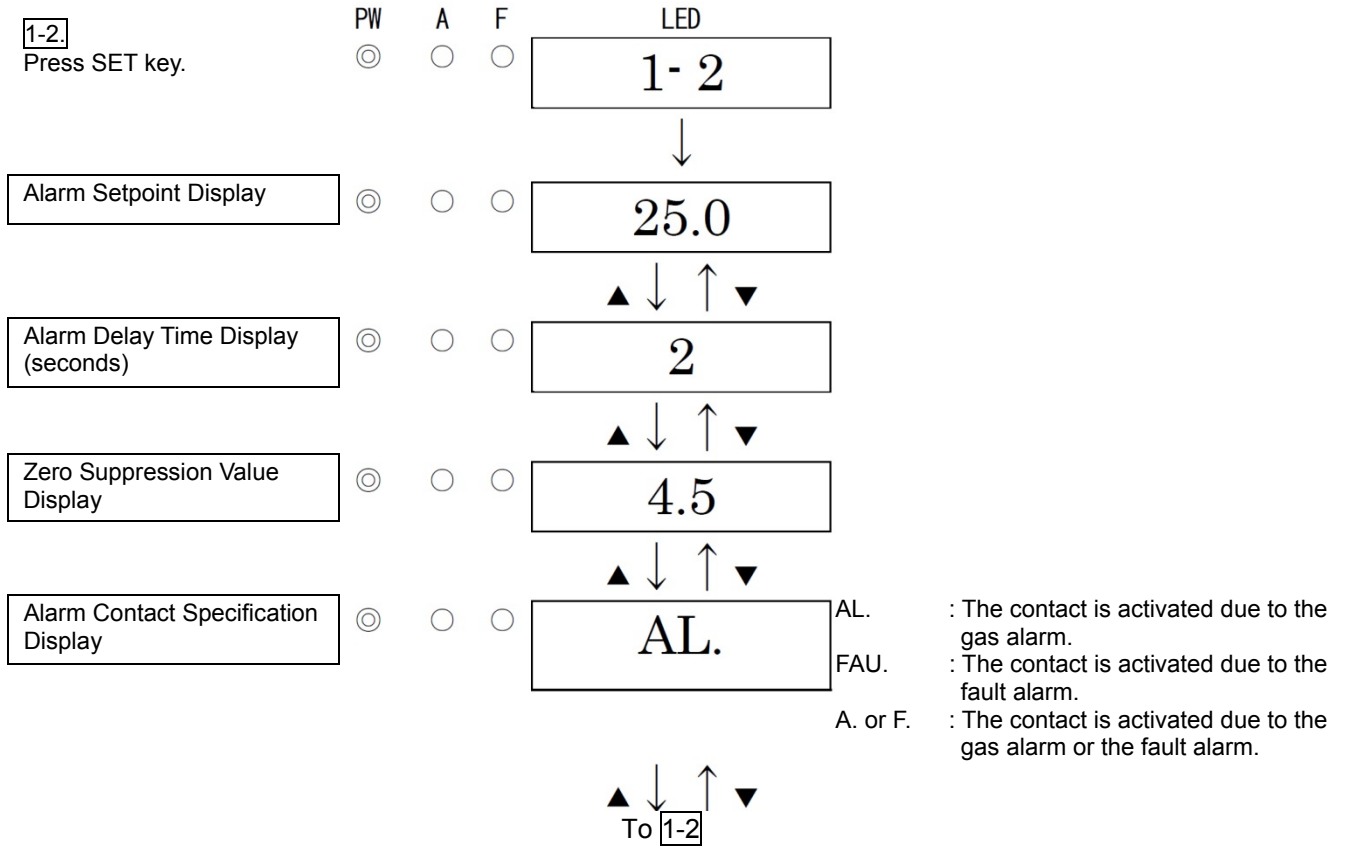 PW A F LED
1-2.
Press SET key.
◎ ○ ○ 1- 2
↓
Alarm Setpoint Display ◎ ○ ○ 25.0
▲ ↓ ↑ ▼
Alarm Delay Time Display
(seconds) ◎ ○ ○ 2
▲ ↓ ↑ ▼
Zero Suppression Value
Display ◎ ○ ○ 4.5
▲ ↓ ↑ ▼
Alarm Contact Specification
Display ◎ ○ ○ AL.
AL. : The contact is activated due to the
gas alarm.
FAU. : The contact is activated due to the
fault alarm.
A. or F. : The contact is activated due to the
gas alarm or the fault alarm.
▲ ↓ ↑ ▼
To 1-2